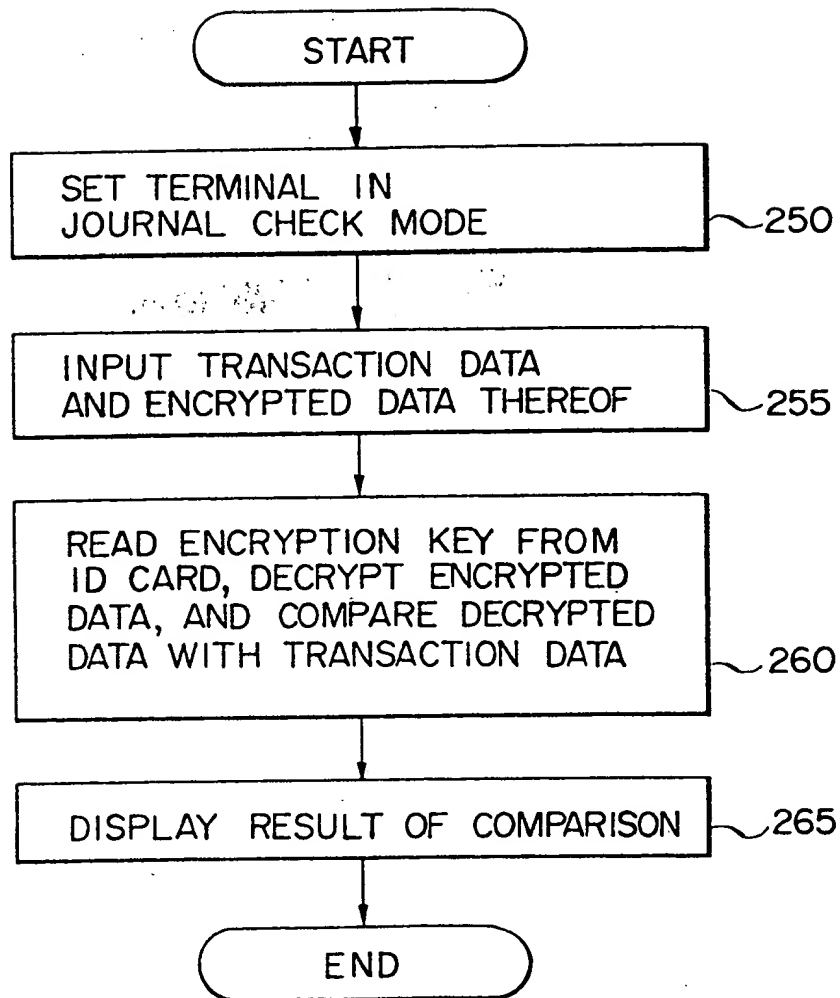 START
SET TERMINAL IN
JOURNAL CHECK MODE
250
INPUT TRANSACTION DATA
AND ENCRYPTED DATA THEREOF
255
READ ENCRYPTION KEY FROM
ID CARD, DECRYPT ENCRYPTED
DATA, AND COMPARE DECRYPTED
DATA WITH TRANSACTION DATA
260
DISPLAY RESULT OF COMPARISON
265
END